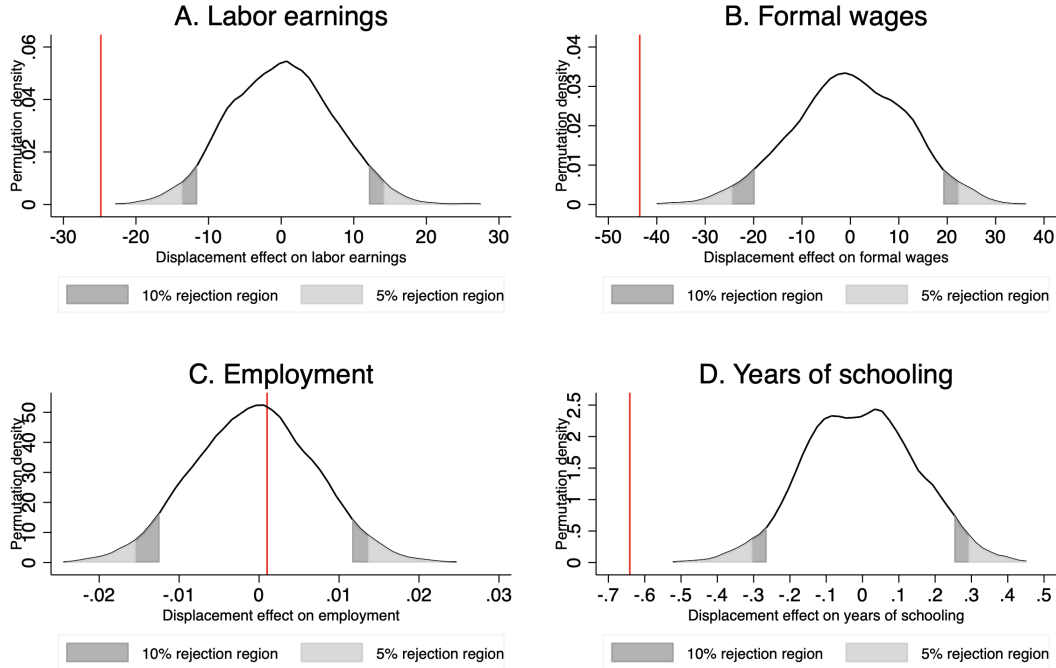 A. Labor earnings
Permutation density
0 .02 .04 .06
-30 -20 -10 0 10 20 30
Displacement effect on labor earnings
10% rejection region 5% rejection region
B. Formal wages
Permutation density
0 .01 .02 .03 .04
-50 -40 -30 -20 -10 0 10 20 30 40
Displacement effect on formal wages
10% rejection region 5% rejection region
C. Employment
Permutation density
0 10 20 30 40 50
-.02 -.01 0 .01 .02 .03
Displacement effect on employment
10% rejection region 5% rejection region
D. Years of schooling
Permutation density
0 .5 1 1.5 2 2.5
-.7 -.6 -.5 -.4 -.3 -.2 -.1 0 .1 .2 .3 .4 .5
Displacement effect on years of schooling
10% rejection region 5% rejection region